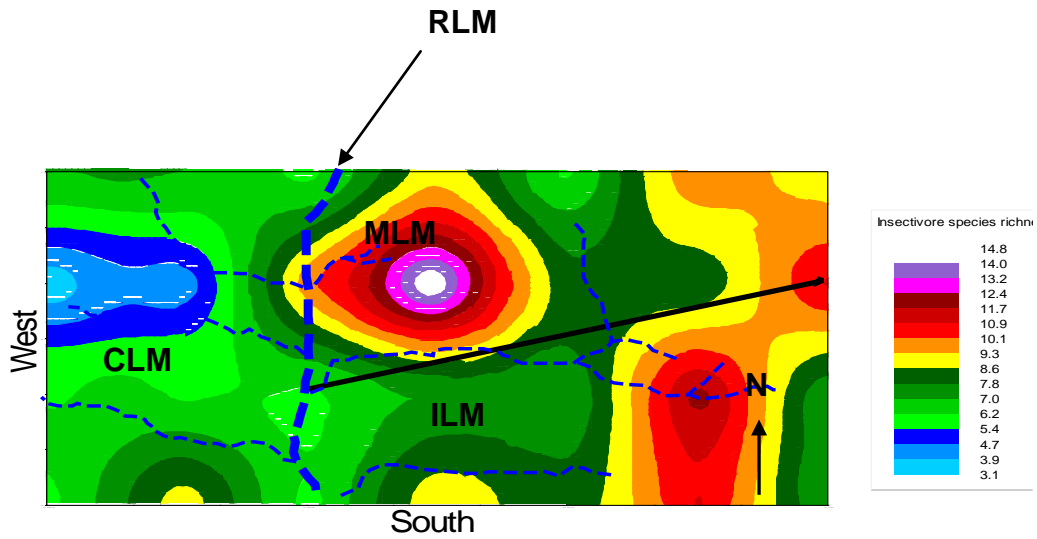 RLM
MLM
West
CLM
ILM
N
South
Insectivore species richn
14.8
14.0
13.2
12.4
11.7
10.9
10.1
9.3
8.6
7.8
7.0
6.2
5.4
4.7
3.9
3.1